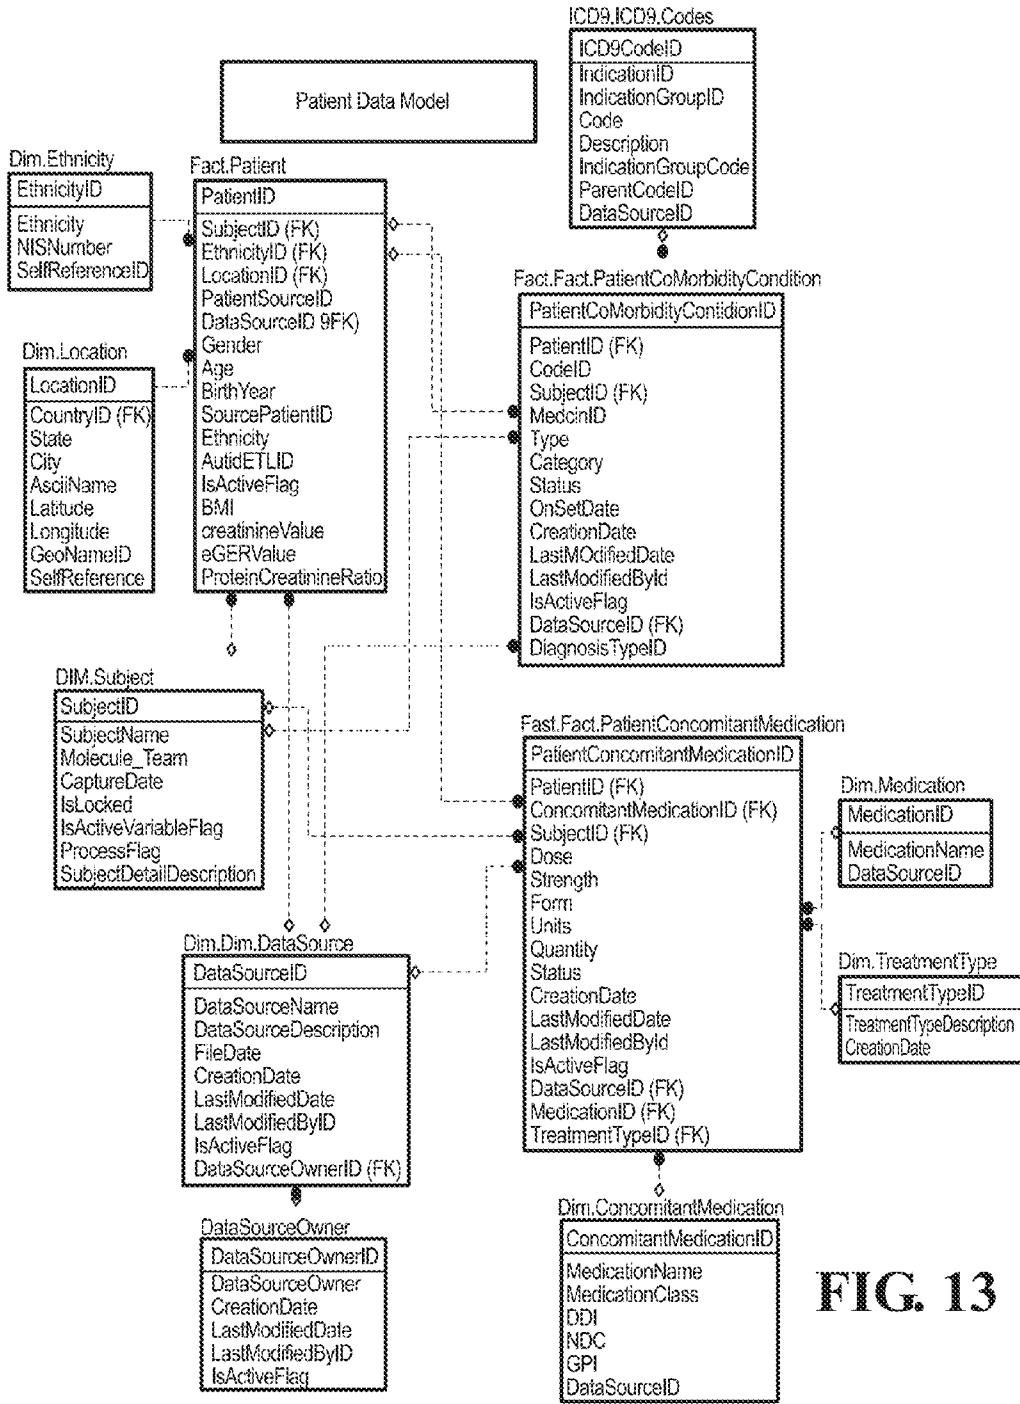 ICD9.ICD9.Codes
ICD9CodeID
IndicationID
IndicationGroupID
Code
Description
IndicationGroupCode
ParentCodeID
DataSourceID
Patient Data Model
Dim.Ethnicity
EthnicityID
Ethnicity
NISNumber
SelfReferenceID
Fact.Patient
PatientID
SubjectID (FK)
EthnicityID (FK)
LocationID (FK)
PatientSourceID
DataSourceID 9FK)
Gender
Age
BirthYear
SourcePatientID
Ethnicity
AutidETLID
IsActiveFlag
BMI
creatinineValue
eGERValue
ProteinCreatinineRatio
Dim.Location
LocationID
CountryID (FK)
State
City
AsciiName
Latitude
Longitude
GeoNameID
SelfReference
Fact.Fact.PatientCoMorbidityCondition
PatientCoMorbidityConiidionID
PatientID (FK)
CodeID
SubjectID (FK)
MedcinID
Type
Category
Status
OnSetDate
CreationDate
LastMOdifiedDate
LastModifiedById
IsActiveFlag
DataSourceID (FK)
DiagnosisTypeID
DIM.Subject
SubjectID
SubjectName
Molecule_Team
CaptureDate
IsLocked
IsActiveVariableFlag
ProcessFlag
SubjectDetailDescription
Fast.Fact.PatientConcomitantMedication
PatientConcomitantMedicationID
PatientID (FK)
ConcomitantMedicationID (FK)
SubjectID (FK)
Dose
Strength
Form
Units
Quantity
Status
CreationDate
LastModifiedDate
LastModifiedById
IsActiveFlag
DataSourceID (FK)
MedicationID (FK)
TreatmentTypeID (FK)
Dim.Medication
MedicationID
MedicationName
DataSourceID
Dim.TreatmentType
TreatmentTypeID
TreatmentTypeDescription
CreationDate
Dim.Dim.DataSource
DataSourceID
DataSourceName
DataSourceDescription
FileDate
CreationDate
LastModifiedDate
LastModifiedByID
IsActiveFlag
DataSourceOwnerID (FK)
DataSourceOwner
DataSourceOwnerID
DataSourceOwner
CreationDate
LastModifiedDate
LastModifiedByID
IsActiveFlag
Dim.ConcomitantMedication
ConcomitantMedicationID
MedicationName
MedicationClass
DDI
NDC
GPI
DataSourceID
FIG. 13